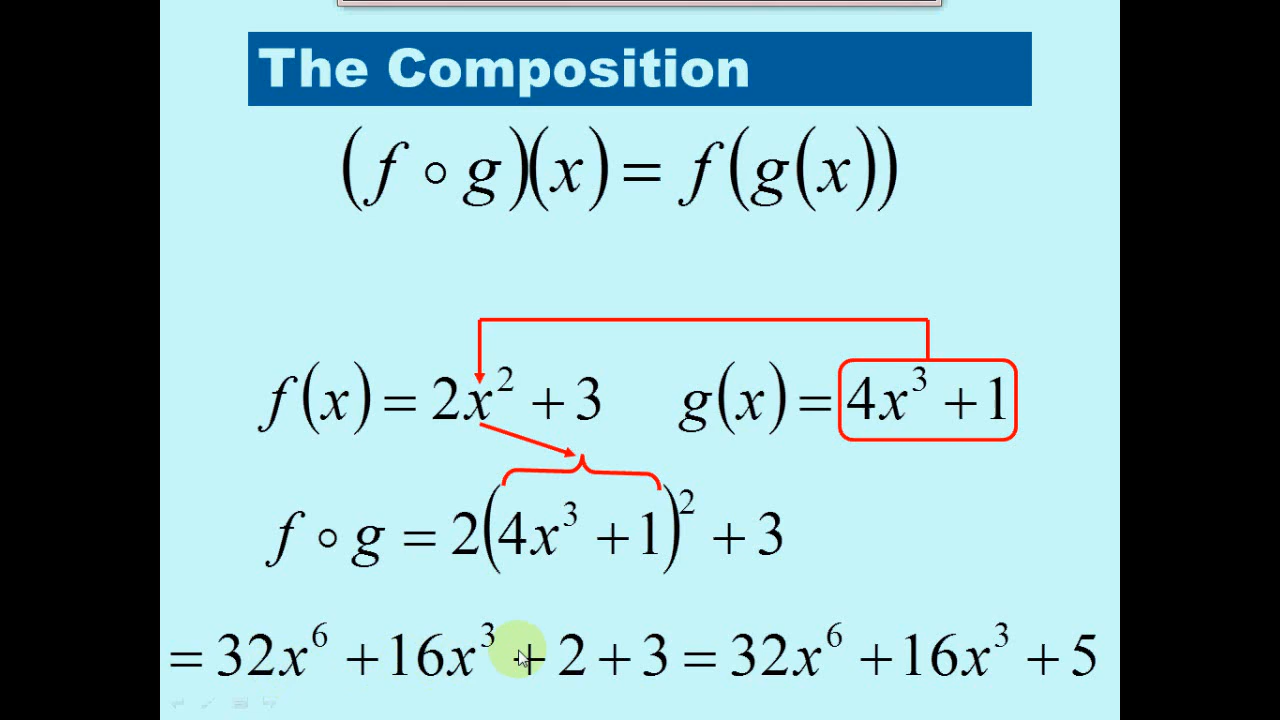 The Composition
(f ∘ g)(x) = f(g(x))
f(x) = 2x² + 3   g(x) = 4x³ + 1
f ∘ g = 2(4x³ + 1)² + 3
= 32x⁶ + 16x³ + 2 + 3 = 32x⁶ + 16x³ + 5